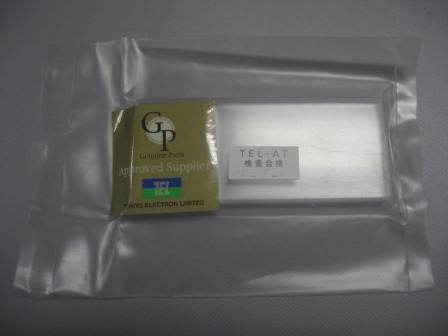 GP
Genuine Parts
Approved Supplier
TEL
TOKYO ELECTRON LIMITED
TEL-AT
検査合格